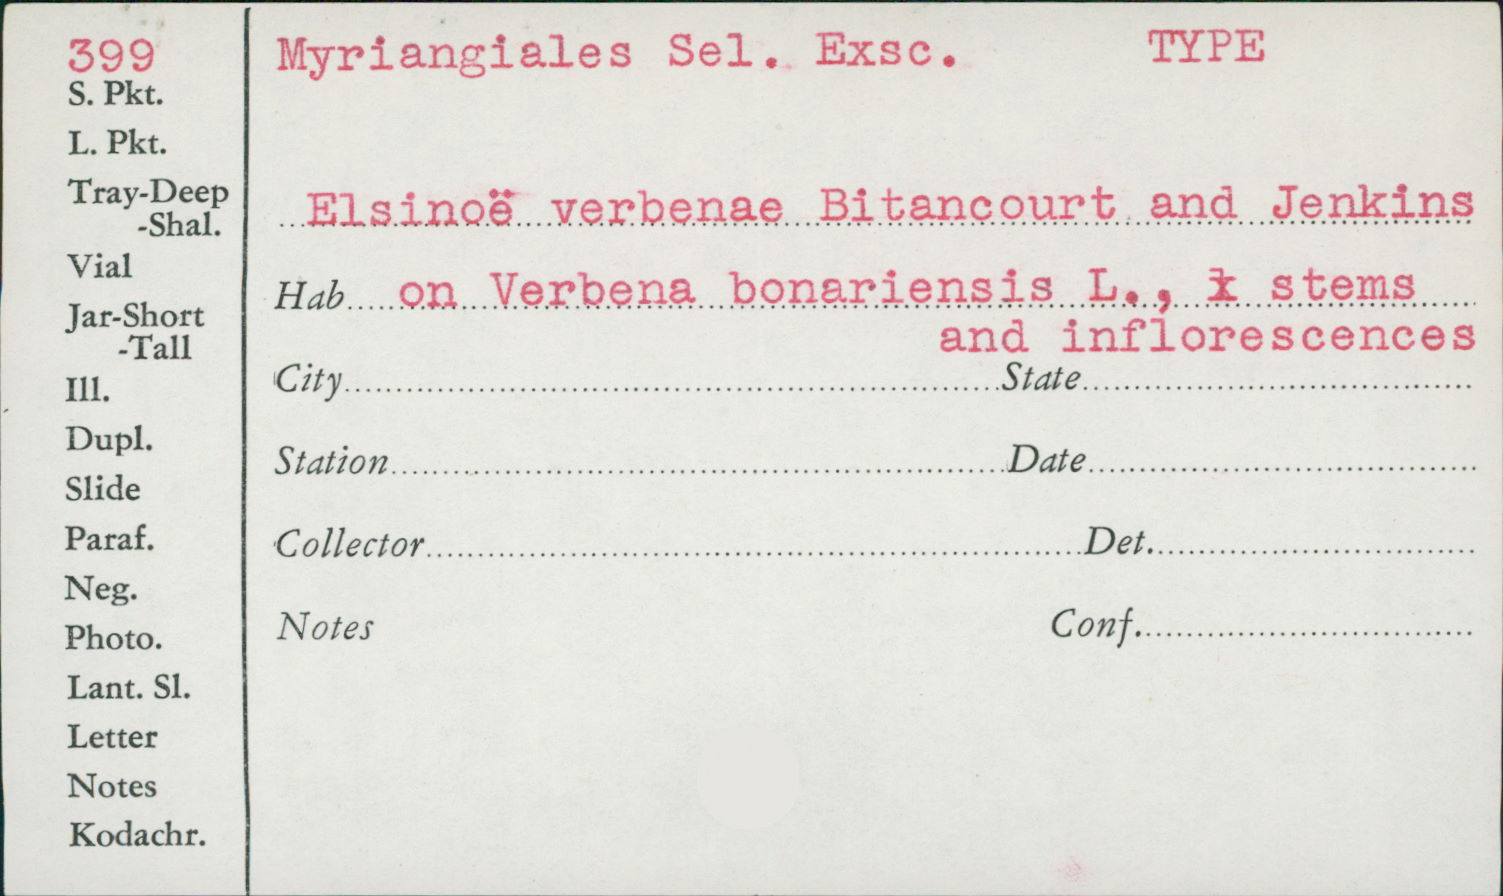 399
S. Pkt.
L. Pkt.
Tray-Deep
-Shal.
Vial
Jar-Short
-Tall
Ill.
Dupl.
Slide
Paraf.
Neg.
Photo.
Lant. Sl.
Letter
Notes
Kodachr.
Myriangiales Sel. Exsc. TYPE
Elsinoë verbenae Bitancourt and Jenkins
Hab. on Verbena bonariensis L., stems
and inflorescences
City State
Station Date
Collector Det.
Notes Conf.